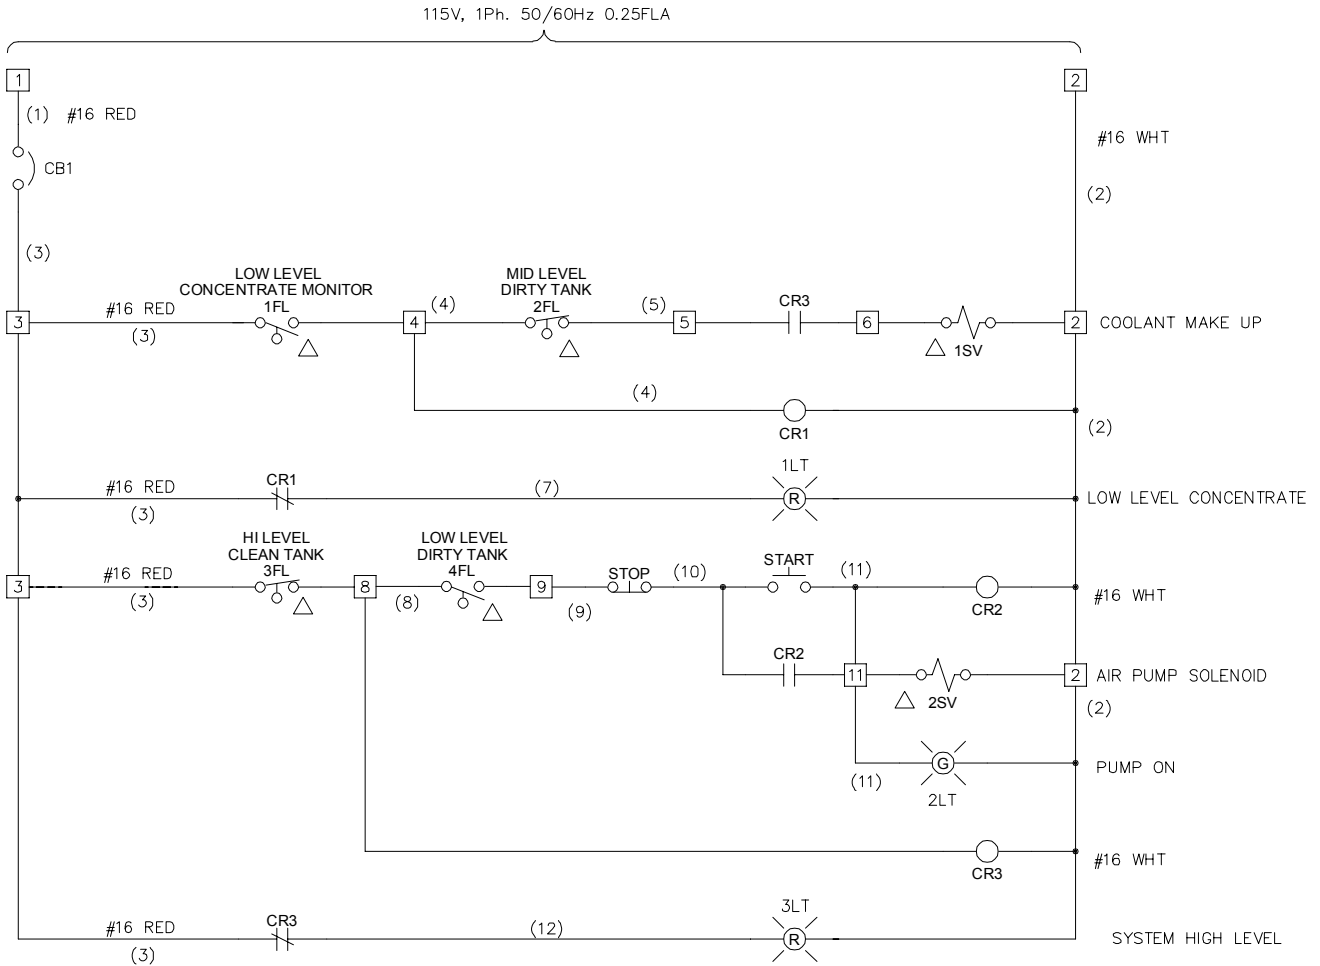 115V, 1Ph. 50/60Hz 0.25FLA
1
2
(1) #16 RED
#16 WHT
CB1
(2)
(3)
LOW LEVEL
CONCENTRATE MONITOR
1FL
MID LEVEL
DIRTY TANK
2FL
CR3
3
#16 RED
(3)
4
(4)
(5)
5
6
1SV
2
COOLANT MAKE UP
(4)
CR1
(2)
1LT
#16 RED
(3)
CR1
(7)
R
LOW LEVEL CONCENTRATE
HI LEVEL
CLEAN TANK
3FL
LOW LEVEL
DIRTY TANK
4FL
3
#16 RED
(3)
8
(8)
9
(9)
STOP
(10)
START
(11)
CR2
#16 WHT
CR2
11
2SV
2
AIR PUMP SOLENOID
(2)
(11)
G
2LT
PUMP ON
CR3
#16 WHT
3LT
#16 RED
(3)
CR3
(12)
R
SYSTEM HIGH LEVEL